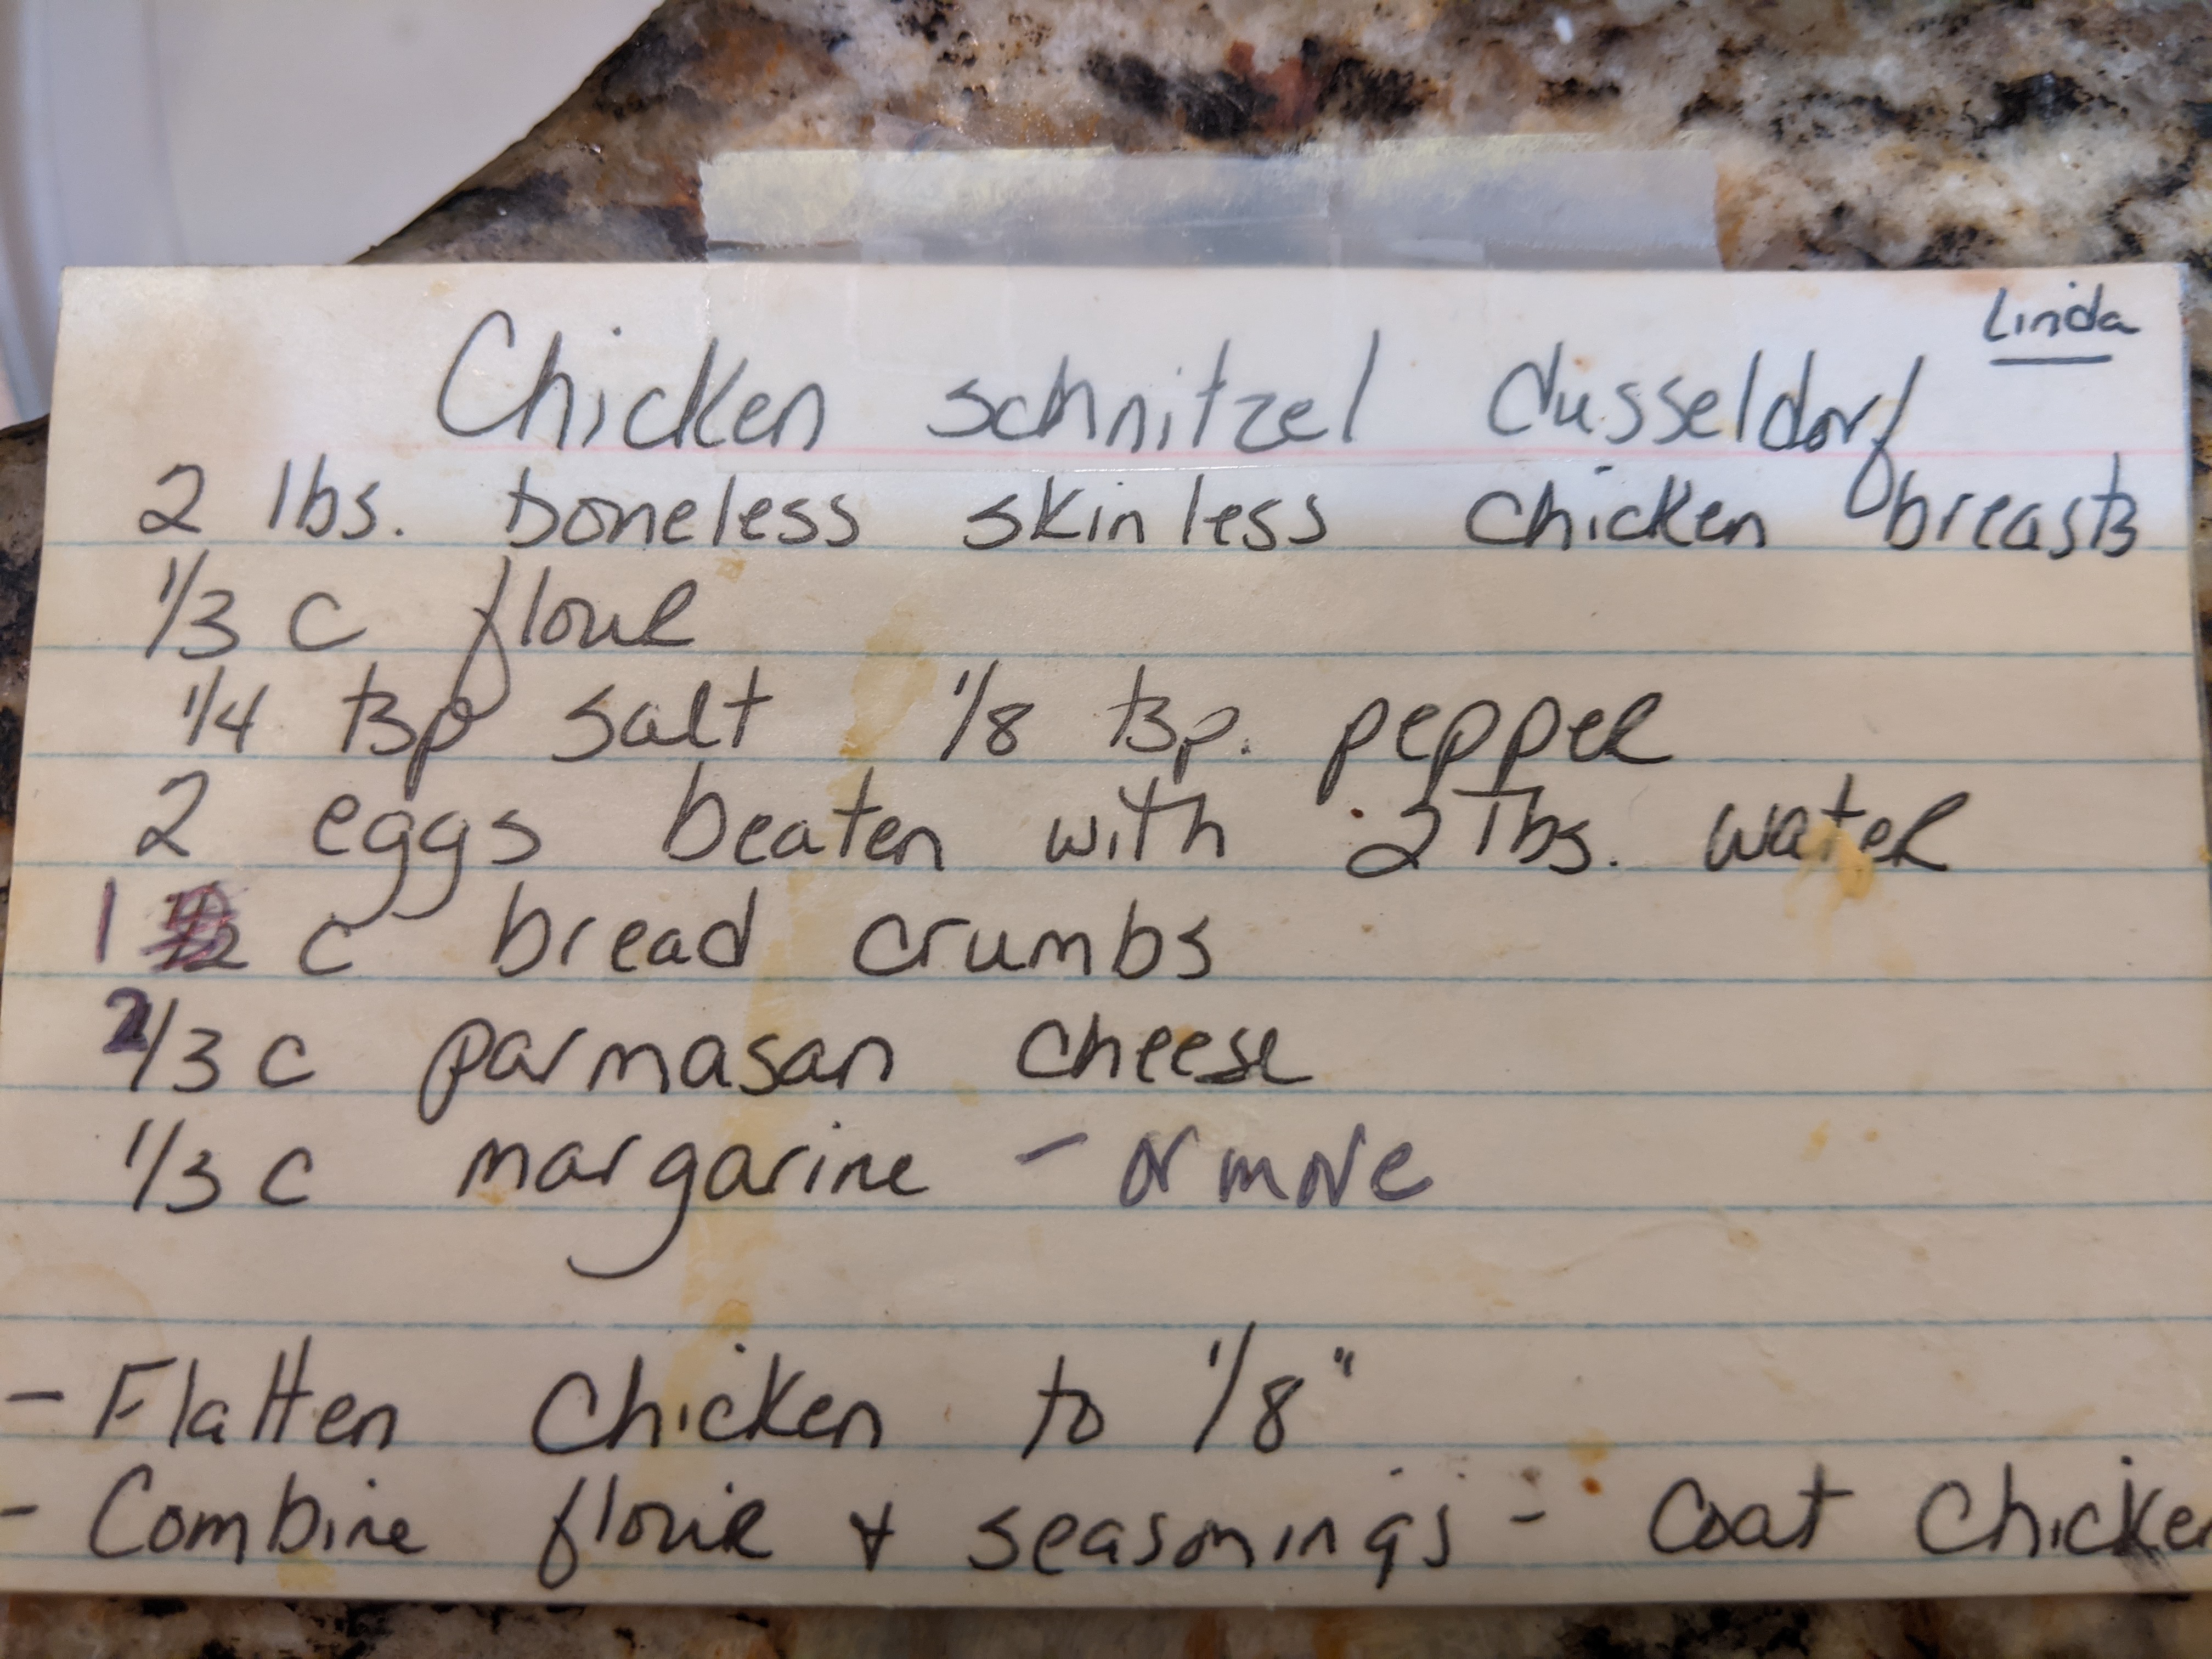 Linda
Chicken schnitzel dusseldorf
2 lbs. boneless skinless chicken breasts
1/3 c flour
1/4 tsp salt 1/8 tsp. pepper
2 eggs beaten with 2 Tbs. water
1 c bread crumbs
2/3 c parmasan cheese
1/3 c margarine - or more
- Flatten Chicken to 1/8"
- Combine flour & seasonings - Coat Chicken